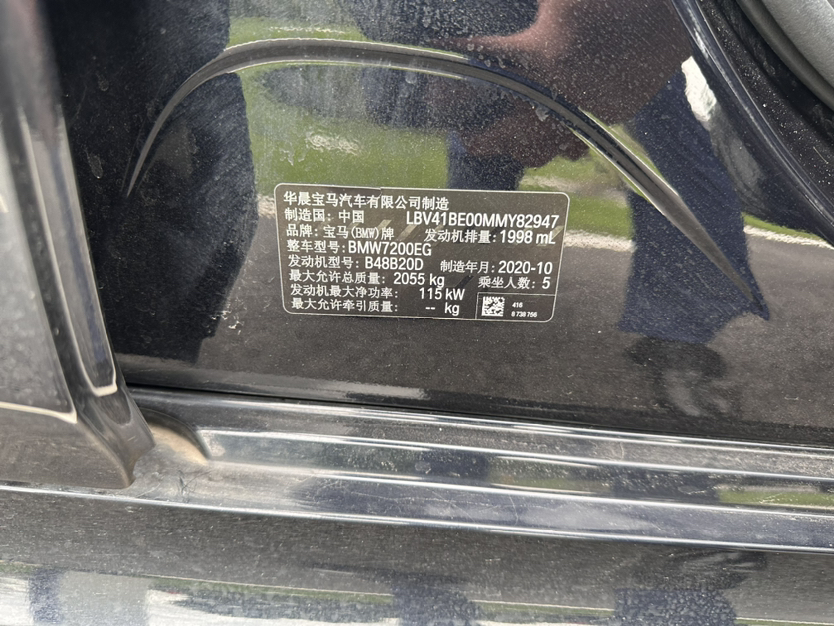 华晨宝马汽车有限公司制造
制造国: 中国 LBV41BE00MMY82947
品牌: 宝马(BMW)牌 发动机排量: 1998 mL
整车型号: BMW7200EG
发动机型号: B48B20D 制造年月: 2020-10
最大允许总质量: 2055 kg 乘坐人数: 5
发动机最大净功率: 115 kW
最大允许牵引质量: -- kg
416
8 738 756